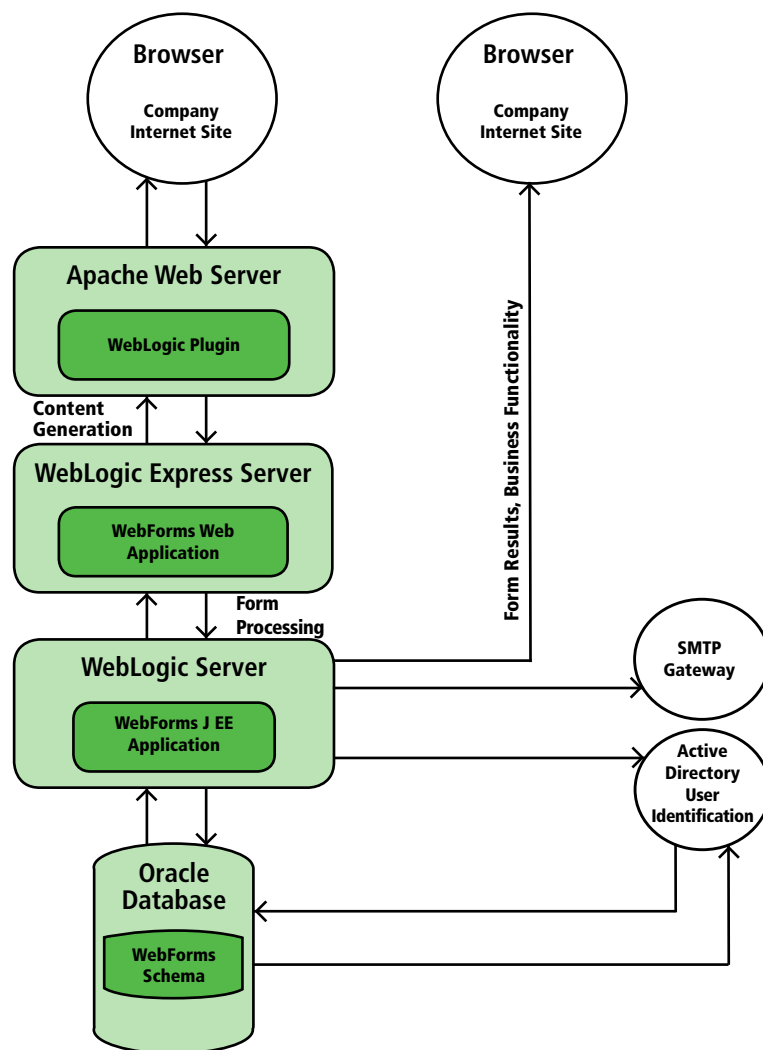 Browser
Company
Internet Site
Browser
Company
Internet Site
Apache Web Server
WebLogic Plugin
Content
Generation
Form Results, Business Functionality
WebLogic Express Server
WebForms Web
Application
Form
Processing
WebLogic Server
WebForms J EE
Application
SMTP
Gateway
Active
Directory
User
Identification
Oracle
Database
WebForms
Schema